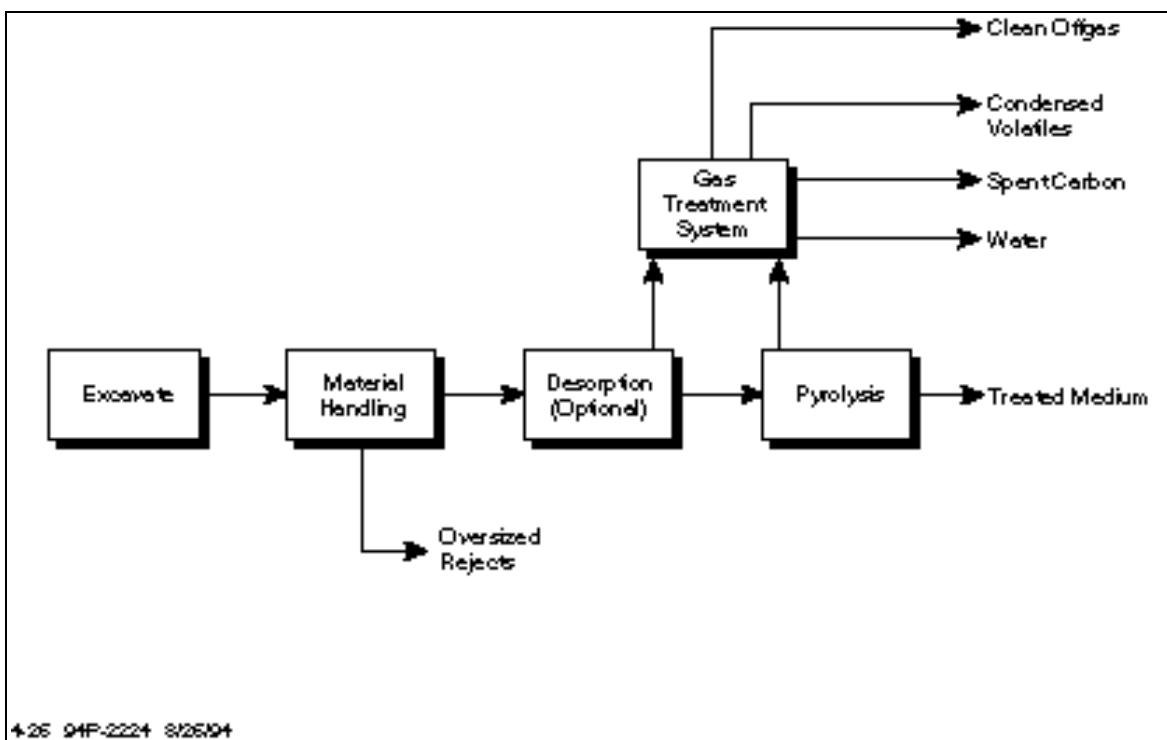 Clean Offgas
Condensed
Volatiles
Gas
Treatment
System
Spent Carbon
Water
Excavate
Material
Handling
Desorption
(Optional)
Pyrolysis
Treated Medium
Oversized
Rejects
4-26 94P-2224 8/26/94